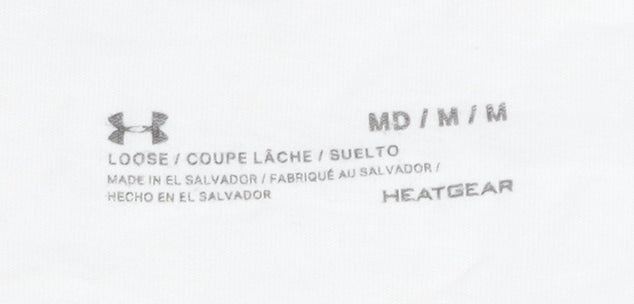 MD / M / M
LOOSE / COUPE LÂCHE / SUELTO
MADE IN EL SALVADOR / FABRIQUÉ AU SALVADOR /
HECHO EN EL SALVADOR
HEATGEAR